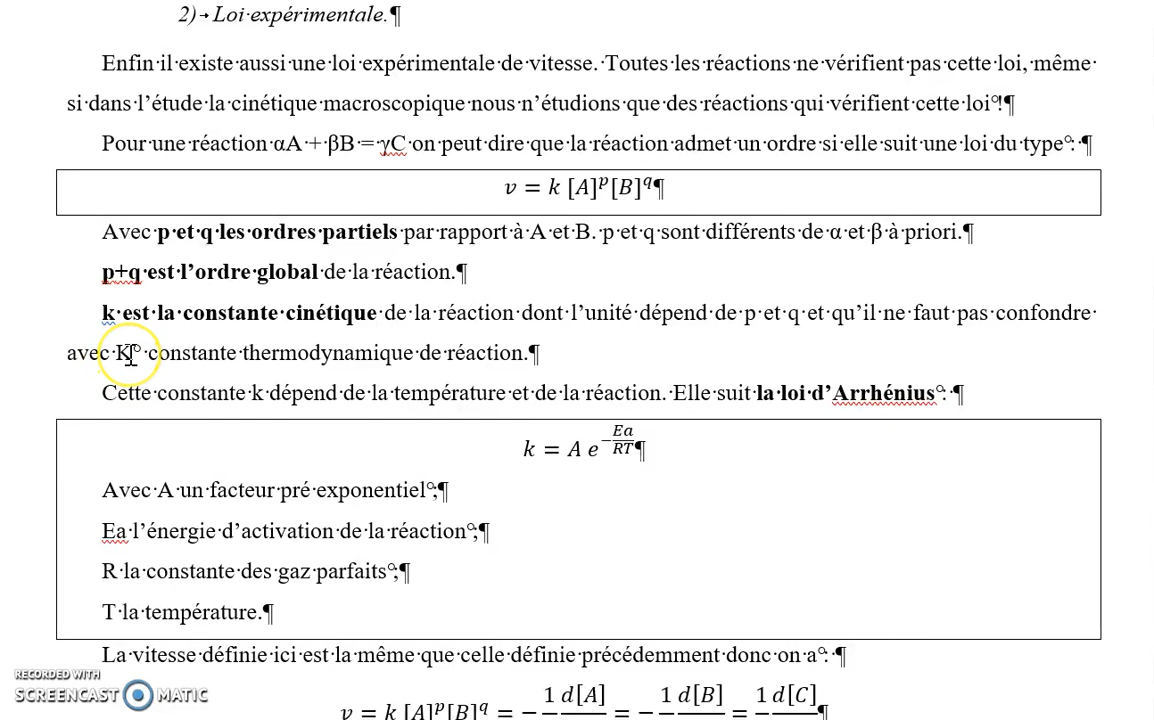 2) Loi expérimentale.
Enfin il existe aussi une loi expérimentale de vitesse. Toutes les réactions ne vérifient pas cette loi, même
si dans l’étude la cinétique macroscopique nous n’étudions que des réactions qui vérifient cette loi !
Pour une réaction αA + βB = γC on peut dire que la réaction admet un ordre si elle suit une loi du type :
v = k [A]^p[B]^q
Avec p et q les ordres partiels par rapport à A et B. p et q sont différents de α et β à priori.
p+q est l’ordre global de la réaction.
k est la constante cinétique de la réaction dont l’unité dépend de p et q et qu’il ne faut pas confondre
avec K° constante thermodynamique de réaction.
Cette constante k dépend de la température et de la réaction. Elle suit la loi d’Arrhénius :
k = A e^(-Ea/RT)
Avec A un facteur pré exponentiel ;
Ea l’énergie d’activation de la réaction ;
R la constante des gaz parfaits ;
T la température.
La vitesse définie ici est la même que celle définie précédemment donc on a :
v = k [A]^p[B]^q = − 1 d[A] = − 1 d[B] = 1 d[C]
RECORDED WITH
SCREENCAST MATIC